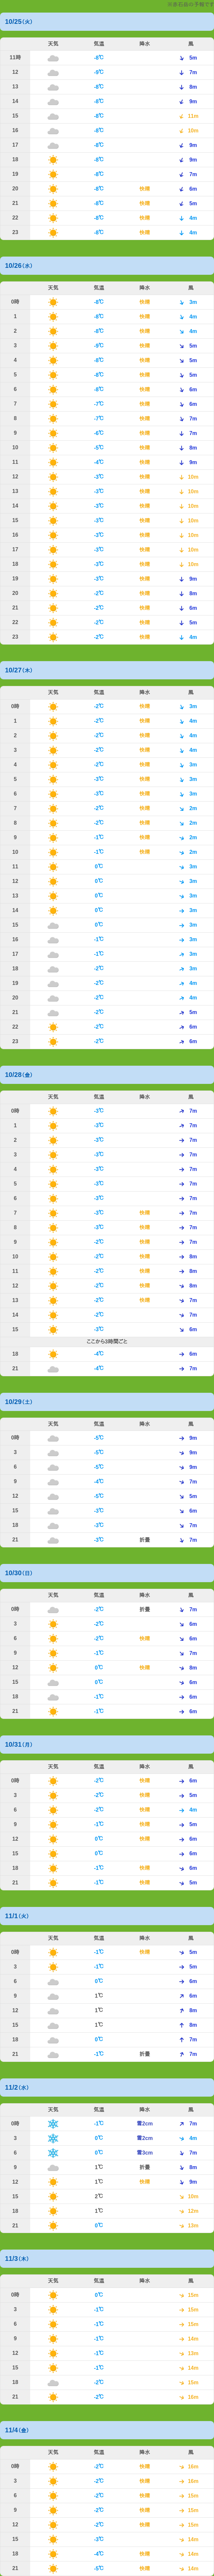 大糸石岳の予報です
10/25(火)
天気 気温 降水 風
11時 -8℃ 5m
12 -9℃ 7m
13 -8℃ 8m
14 -8℃ 9m
15 -8℃ 11m
16 -8℃ 10m
17 -8℃ 9m
18 -8℃ 9m
19 -8℃ 7m
20 -8℃ 快晴 6m
21 -8℃ 快晴 5m
22 -8℃ 快晴 4m
23 -8℃ 快晴 4m
10/26(水)
天気 気温 降水 風
0時 -8℃ 快晴 3m
1 -8℃ 快晴 4m
2 -9℃ 快晴 4m
3 -9℃ 快晴 5m
4 -8℃ 快晴 5m
5 -8℃ 快晴 5m
6 -8℃ 快晴 6m
7 -7℃ 快晴 6m
8 -7℃ 快晴 7m
9 -6℃ 快晴 7m
10 -5℃ 快晴 8m
11 -4℃ 快晴 9m
12 -3℃ 快晴 10m
13 -3℃ 快晴 10m
14 -3℃ 快晴 10m
15 -3℃ 快晴 10m
16 -3℃ 快晴 10m
17 -3℃ 快晴 10m
18 -3℃ 快晴 10m
19 -3℃ 快晴 9m
20 -2℃ 快晴 8m
21 -2℃ 快晴 6m
22 -2℃ 快晴 5m
23 -2℃ 快晴 4m
10/27(木)
天気 気温 降水 風
0時 -2℃ 快晴 3m
1 -2℃ 快晴 4m
2 -2℃ 快晴 4m
3 -2℃ 快晴 4m
4 -2℃ 快晴 3m
5 -3℃ 快晴 3m
6 -3℃ 快晴 3m
7 -2℃ 快晴 2m
8 -2℃ 快晴 2m
9 -1℃ 快晴 2m
10 -1℃ 快晴 2m
11 0℃ 3m
12 0℃ 3m
13 0℃ 3m
14 0℃ 3m
15 0℃ 3m
16 -1℃ 3m
17 -1℃ 3m
18 -2℃ 3m
19 -2℃ 4m
20 -2℃ 4m
21 -2℃ 5m
22 -2℃ 6m
23 -2℃ 6m
10/28(金)
天気 気温 降水 風
0時 -3℃ 7m
1 -2℃ 7m
2 -2℃ 7m
3 -2℃ 7m
4 -3℃ 7m
5 -3℃ 7m
6 -3℃ 7m
7 -3℃ 快晴 7m
8 -3℃ 快晴 7m
9 -2℃ 快晴 7m
10 -2℃ 快晴 8m
11 -2℃ 快晴 8m
12 -2℃ 快晴 8m
13 -2℃ 快晴 7m
14 -2℃ 7m
15 -3℃ 6m
ここから3時間ごと
18 -4℃ 6m
21 -4℃ 7m
10/29(土)
天気 気温 降水 風
0時 -5℃ 9m
3 -5℃ 9m
6 -5℃ 9m
9 -4℃ 7m
12 -5℃ 5m
15 -3℃ 6m
18 -3℃ 7m
21 -3℃ 折畳 7m
10/30(日)
天気 気温 降水 風
0時 -2℃ 折畳 7m
3 -2℃ 6m
6 -2℃ 快晴 6m
9 -1℃ 7m
12 0℃ 快晴 8m
15 0℃ 6m
18 -1℃ 6m
21 -1℃ 6m
10/31(月)
天気 気温 降水 風
0時 -2℃ 快晴 6m
3 -2℃ 快晴 5m
6 -2℃ 快晴 4m
9 -1℃ 快晴 5m
12 0℃ 快晴 6m
15 0℃ 6m
18 -1℃ 快晴 6m
21 -1℃ 快晴 5m
11/1(火)
天気 気温 降水 風
0時 -1℃ 快晴 5m
3 -1℃ 5m
6 0℃ 6m
9 1℃ 6m
12 1℃ 8m
15 1℃ 8m
18 0℃ 7m
21 -1℃ 折畳 7m
11/2(水)
天気 気温 降水 風
0時 -1℃ 雪2cm 7m
3 0℃ 雪2cm 4m
6 0℃ 雪3cm 7m
9 1℃ 折畳 8m
12 1℃ 快晴 9m
15 2℃ 10m
18 1℃ 12m
21 0℃ 13m
11/3(木)
天気 気温 降水 風
0時 0℃ 15m
3 -1℃ 15m
6 -1℃ 15m
9 -1℃ 14m
12 -1℃ 13m
15 -1℃ 14m
18 -2℃ 15m
21 -2℃ 16m
11/4(金)
天気 気温 降水 風
0時 -2℃ 快晴 16m
3 -2℃ 快晴 16m
6 -2℃ 快晴 15m
9 -2℃ 快晴 15m
12 -2℃ 快晴 15m
15 -3℃ 14m
18 -4℃ 快晴 14m
21 -5℃ 快晴 14m